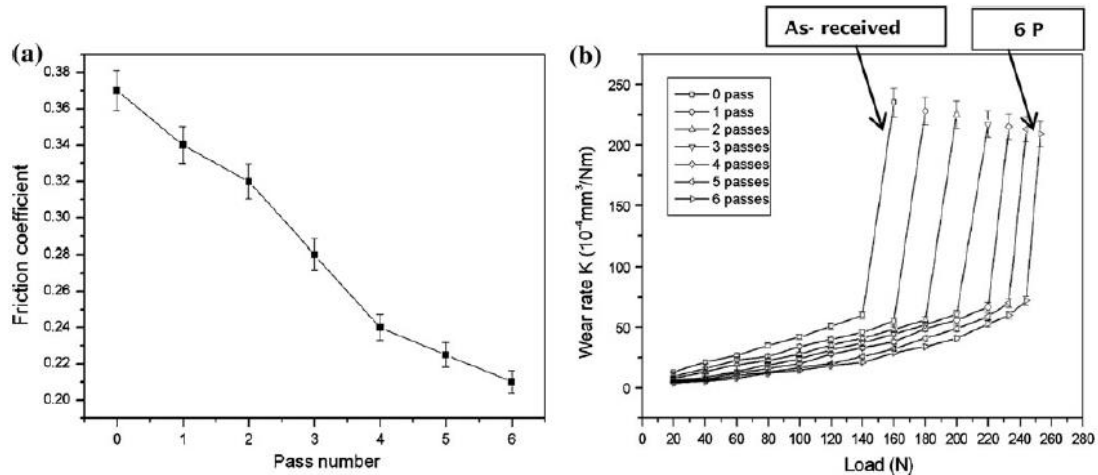 (a)
0.38
0.36
0.34
0.32
0.30
0.28
0.26
0.24
0.22
0.20
Friction coefficient
0 1 2 3 4 5 6
Pass number
As- received
6 P
(b)
250
200
150
100
50
0
Wear rate K (10⁻⁴mm³/Nm)
0 pass
1 pass
2 passes
3 passes
4 passes
5 passes
6 passes
0 20 40 60 80 100 120 140 160 180 200 220 240 260 280
Load (N)